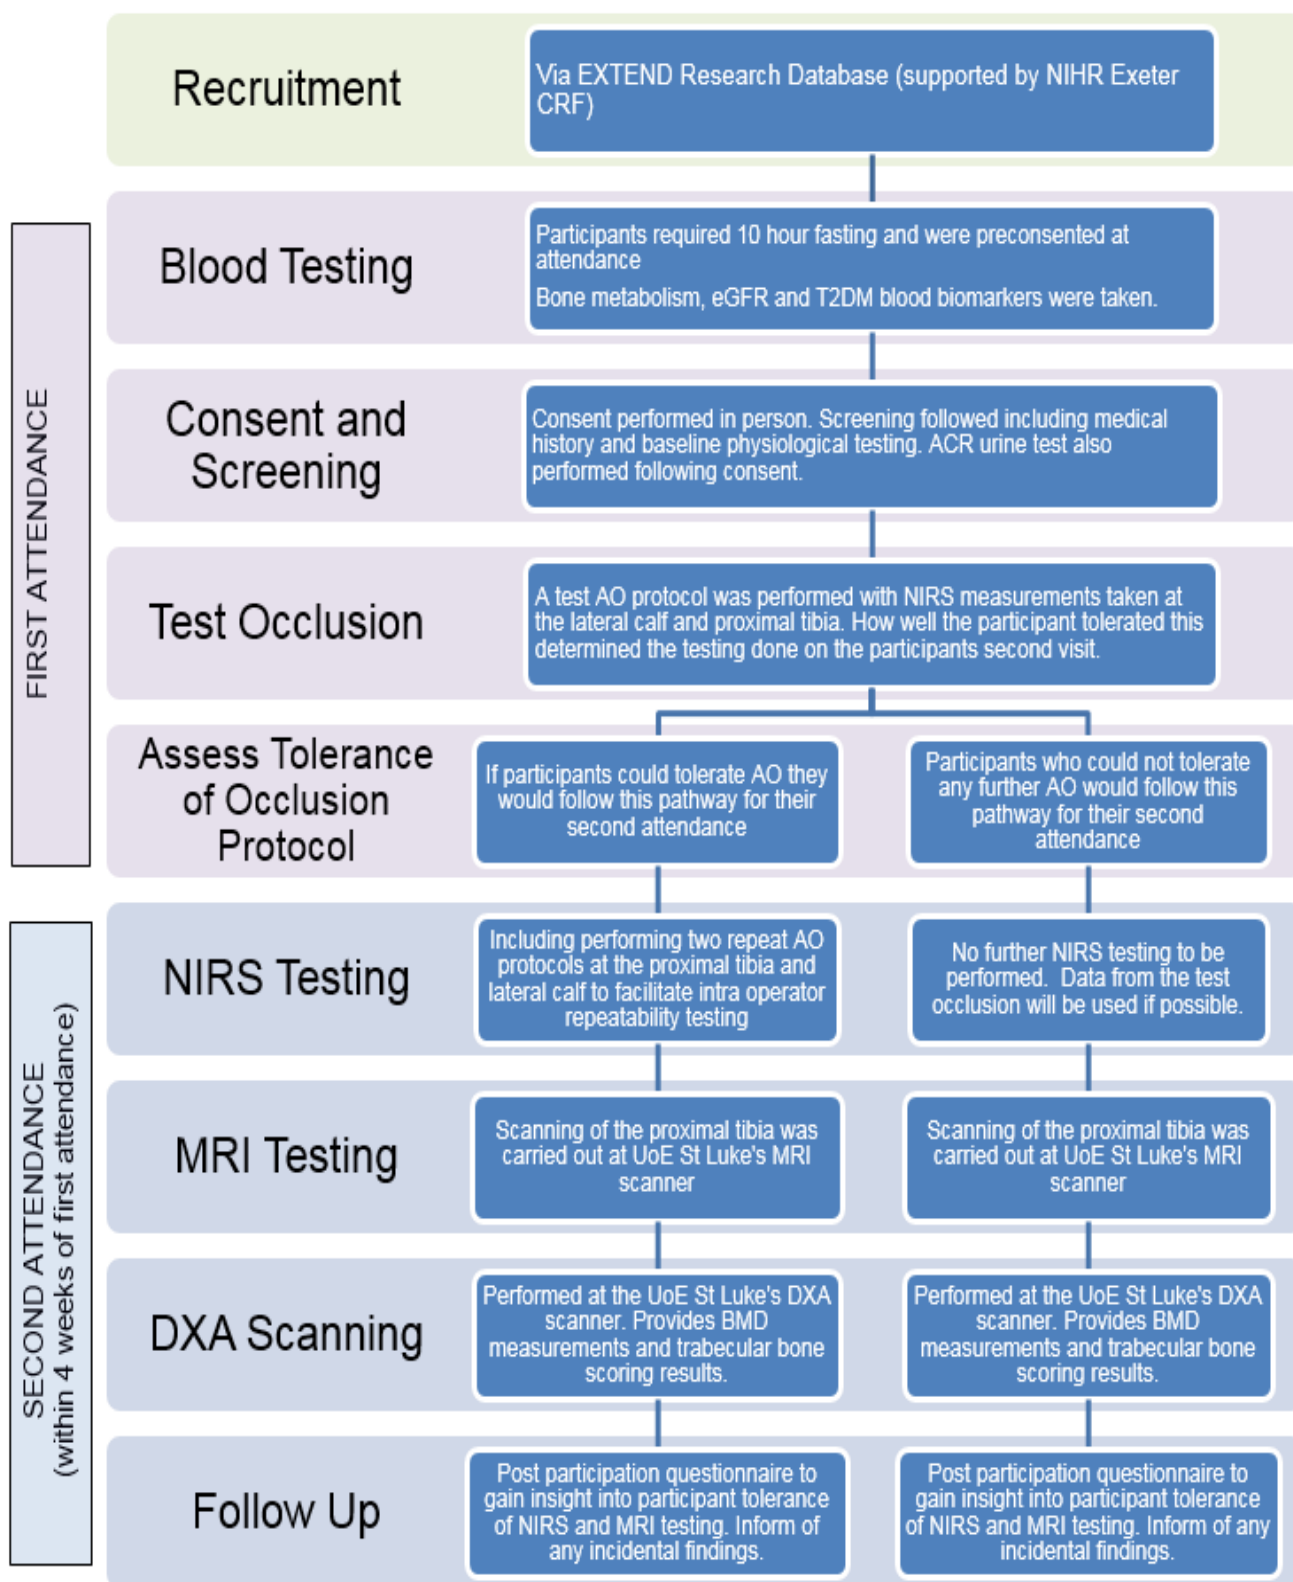 Recruitment
Via EXTEND Research Database (supported by NIHR Exeter
CRF)
FIRST ATTENDANCE
Blood Testing
Participants required 10 hour fasting and were preconsented at
attendance
Bone metabolism, eGFR and T2DM blood biomarkers were taken.
Consent and
Screening
Consent performed in person. Screening followed including medical
history and baseline physiological testing. ACR urine test also
performed following consent.
Test Occlusion
A test AO protocol was performed with NIRS measurements taken at
the lateral calf and proximal tibia. How well the participant tolerated this
determined the testing done on the participants second visit.
Assess Tolerance
of Occlusion
Protocol
If participants could tolerate AO they
would follow this pathway for their
second attendance
Participants who could not tolerate
any further AO would follow this
pathway for their second
attendance
SECOND ATTENDANCE
(within 4 weeks of first attendance)
NIRS Testing
Including performing two repeat AO
protocols at the proximal tibia and
lateral calf to facilitate intra operator
repeatability testing
No further NIRS testing to be
performed. Data from the test
occlusion will be used if possible.
MRI Testing
Scanning of the proximal tibia was
carried out at UoE St Luke's MRI
scanner
Scanning of the proximal tibia was
carried out at UoE St Luke's MRI
scanner
DXA Scanning
Performed at the UoE St Luke's DXA
scanner. Provides BMD
measurements and trabecular bone
scoring results.
Performed at the UoE St Luke's DXA
scanner. Provides BMD
measurements and trabecular bone
scoring results.
Follow Up
Post participation questionnaire to
gain insight into participant tolerance
of NIRS and MRI testing. Inform of
any incidental findings.
Post participation questionnaire to
gain insight into participant tolerance
of NIRS and MRI testing. Inform of any
incidental findings.